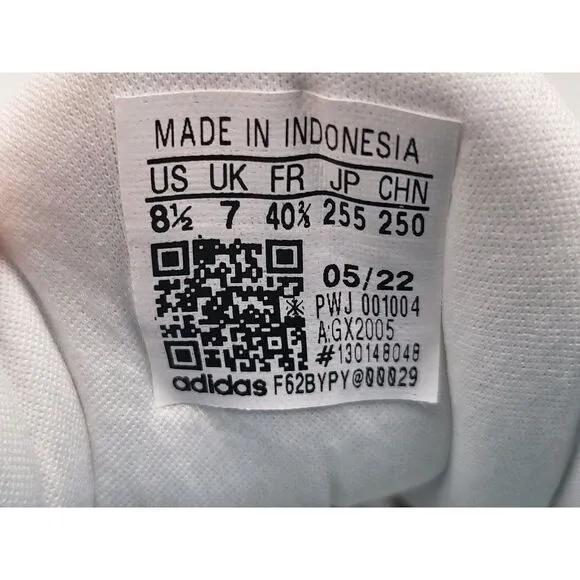 MADE IN INDONESIA
US UK FR JP CHN
8½ 7 40⅔ 255 250
05/22
PWJ 001004
A:GX2005
#130148048
adidas F62BYPY@00029